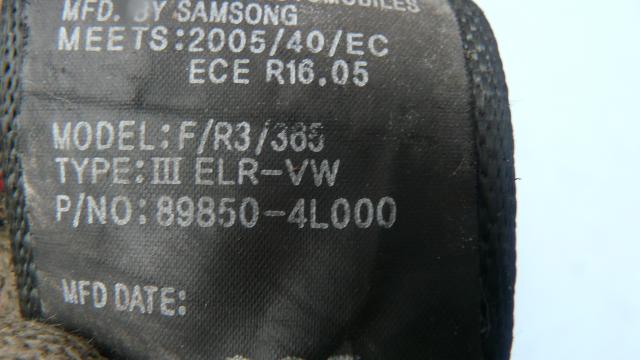 MFD. BY SAMSONG
MEETS:2005/40/EC
ECE R16.05
MODEL:F/R3/385
TYPE:III ELR-VW
P/NO:89850-4L000
MFD DATE: